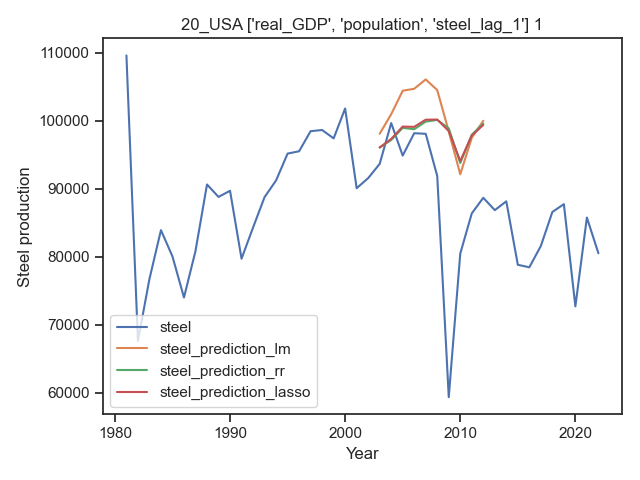 20_USA ['real_GDP', 'population', 'steel_lag_1'] 1
110000
100000
90000
80000
70000
60000
Steel production
steel
steel_prediction_lm
steel_prediction_rr
steel_prediction_lasso
1980 1990 2000 2010 2020
Year